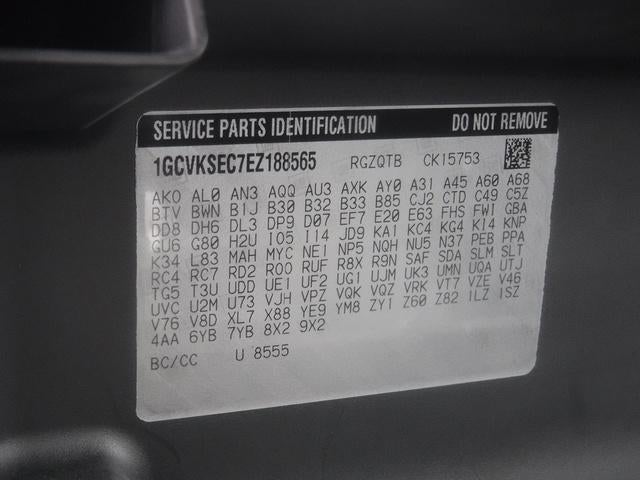 SERVICE PARTS IDENTIFICATION DO NOT REMOVE
1GCVKSEC7EZ188565 RGZQTB CK15753
AK0 AL0 AN3 AQQ AU3 AXK AY0 A31 A45 A60 A68
BTV BWN B1J B30 B32 B33 B85 CJ2 CTD C49 C5Z
DD8 DH6 DL3 DP9 D07 EF7 E20 E63 FHS FW1 GBA
GU6 G80 H2U I05 I14 JD9 KA1 KC4 KG4 K14 KNP
K34 L83 MAH MYC NE1 NP5 NQH NU5 N37 PEB PPA
RC4 RC7 RD2 R00 RUF R8X R9N SAF SDA SLM SLT
TG5 T3U UDD UE1 UF2 UG1 UJM UK3 UMN UQA UTJ
UVC U2M U73 VJH VPZ VQK VQZ VRK VT7 VZE V46
V76 V8D XL7 X88 YE9 YM8 ZY1 Z60 Z82 1LZ 1SZ
4AA 6YB 7YB 8X2 9X2
BC/CC U 8555